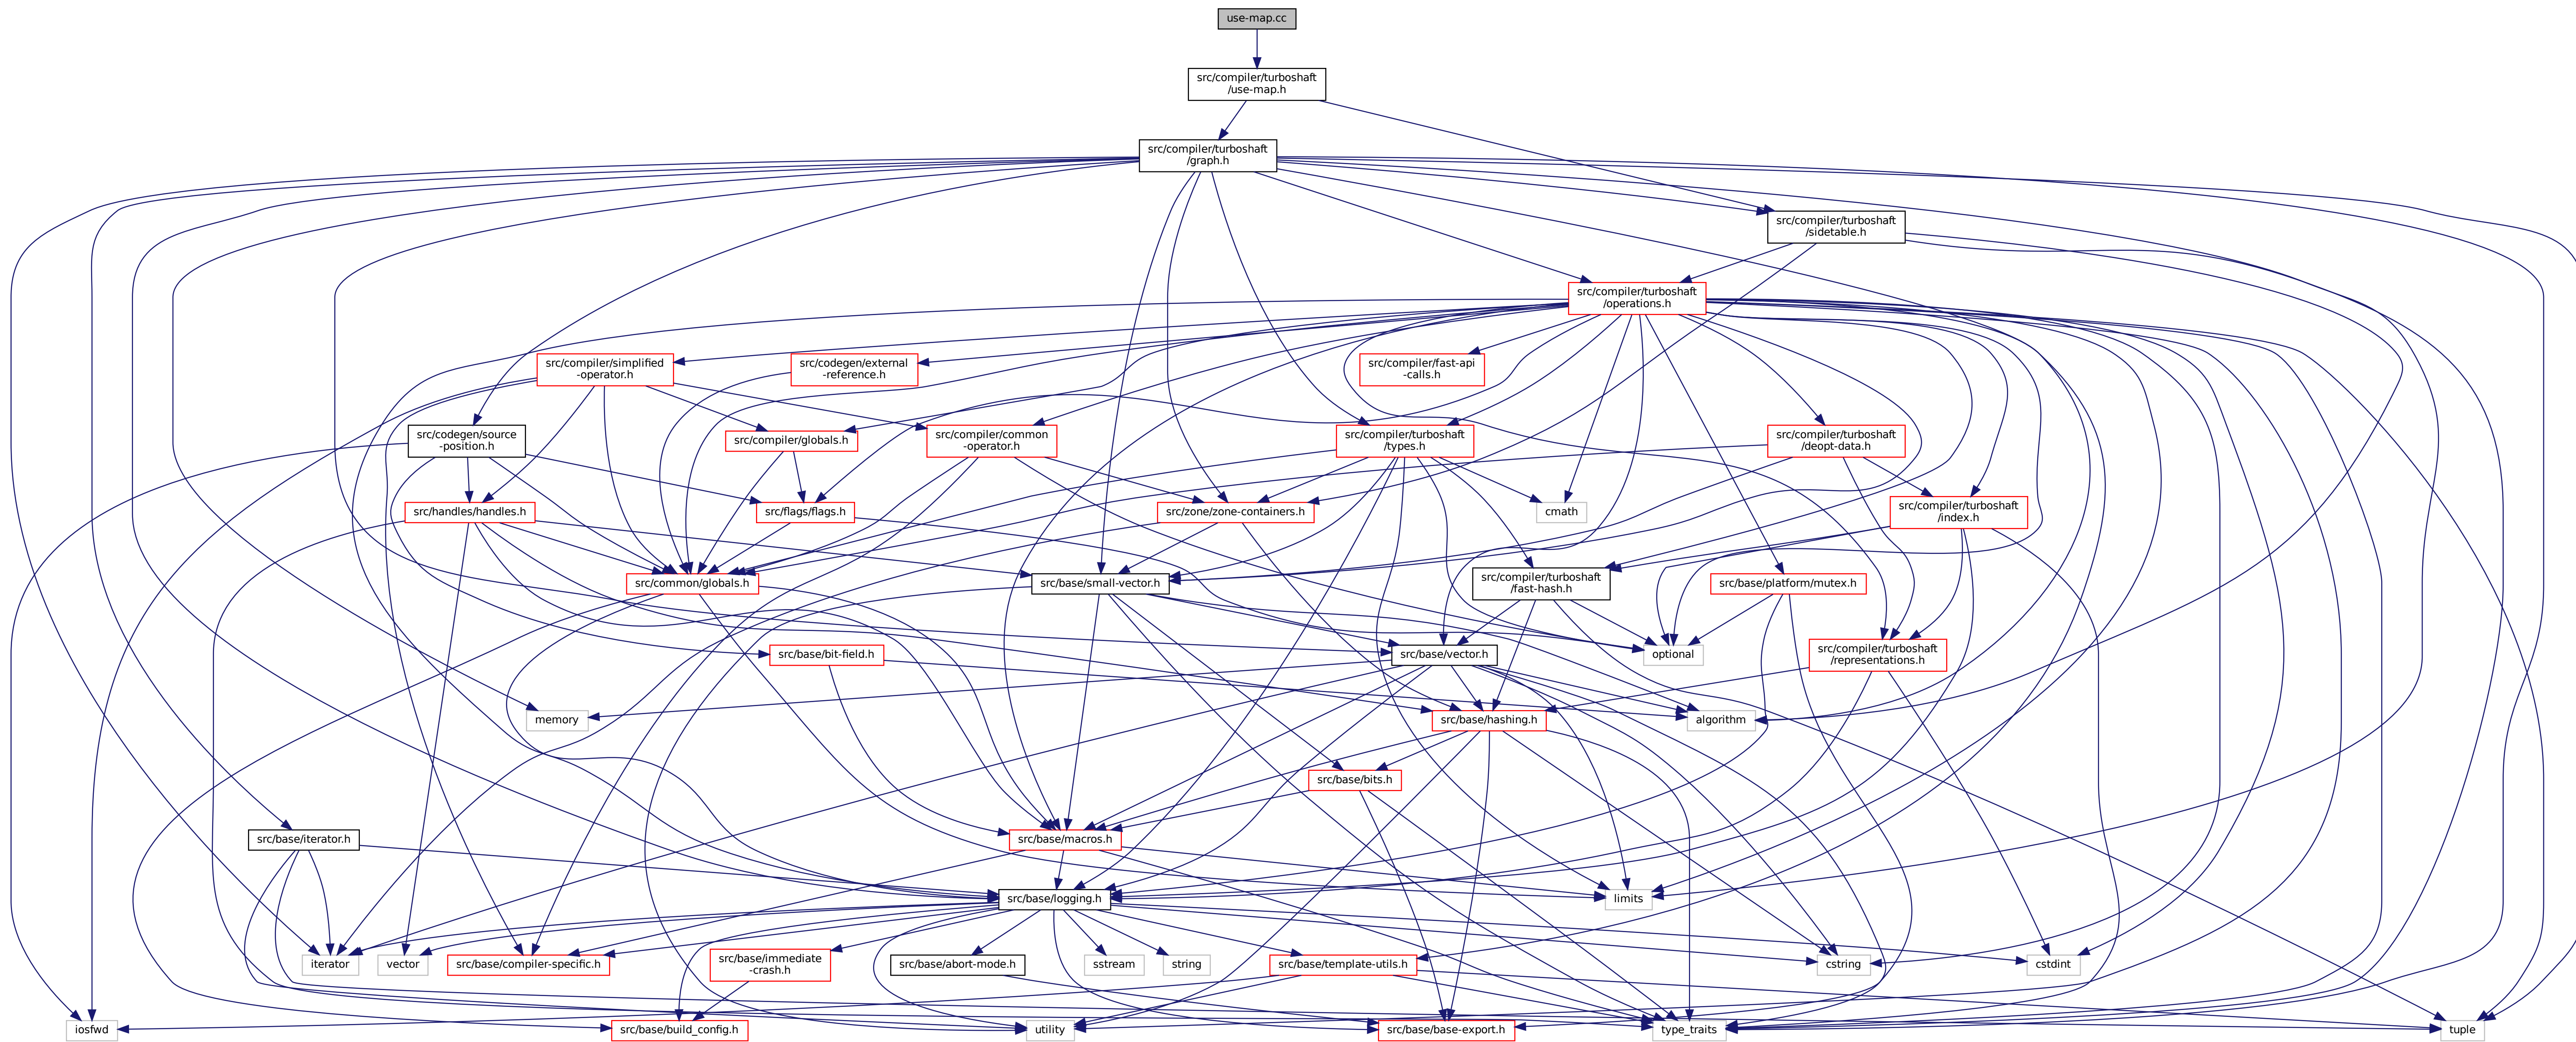 use-map.cc
src/compiler/turboshaft
/use-map.h
src/compiler/turboshaft
/graph.h
src/compiler/turboshaft
/sidetable.h
src/compiler/turboshaft
/operations.h
src/compiler/simplified
-operator.h
src/codegen/external
-reference.h
src/compiler/fast-api
-calls.h
src/codegen/source
-position.h
src/compiler/globals.h
src/compiler/common
-operator.h
src/compiler/turboshaft
/types.h
src/compiler/turboshaft
/deopt-data.h
src/handles/handles.h
src/flags/flags.h
src/zone/zone-containers.h
cmath
src/compiler/turboshaft
/index.h
src/common/globals.h
src/base/small-vector.h
src/compiler/turboshaft
/fast-hash.h
src/base/platform/mutex.h
src/base/bit-field.h
src/base/vector.h
optional
src/compiler/turboshaft
/representations.h
memory
src/base/hashing.h
algorithm
src/base/bits.h
src/base/iterator.h
src/base/macros.h
src/base/logging.h
limits
iterator
vector
src/base/compiler-specific.h
src/base/immediate
-crash.h
src/base/abort-mode.h
sstream
string
src/base/template-utils.h
cstring
cstdint
iosfwd
src/base/build_config.h
utility
src/base/base-export.h
type_traits
tuple